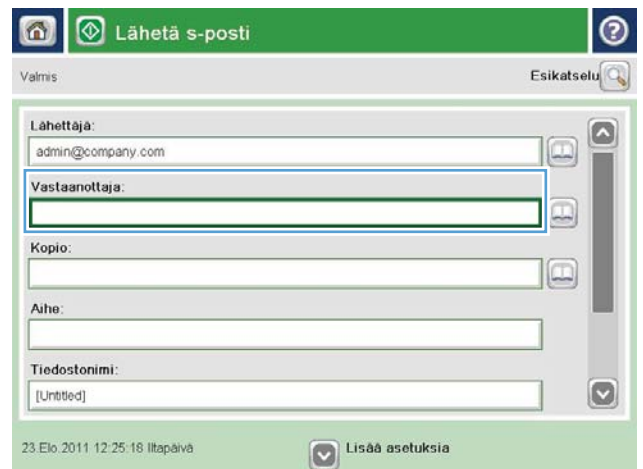 Lähetä s-posti
Valmis
Esikatselu
Lähettäjä:
admin@company.com
Vastaanottaja:
Kopio:
Aihe:
Tiedostonimi:
[Untitled]
23.Elo.2011 12:25:18 Iltapäivä
Lisää asetuksia